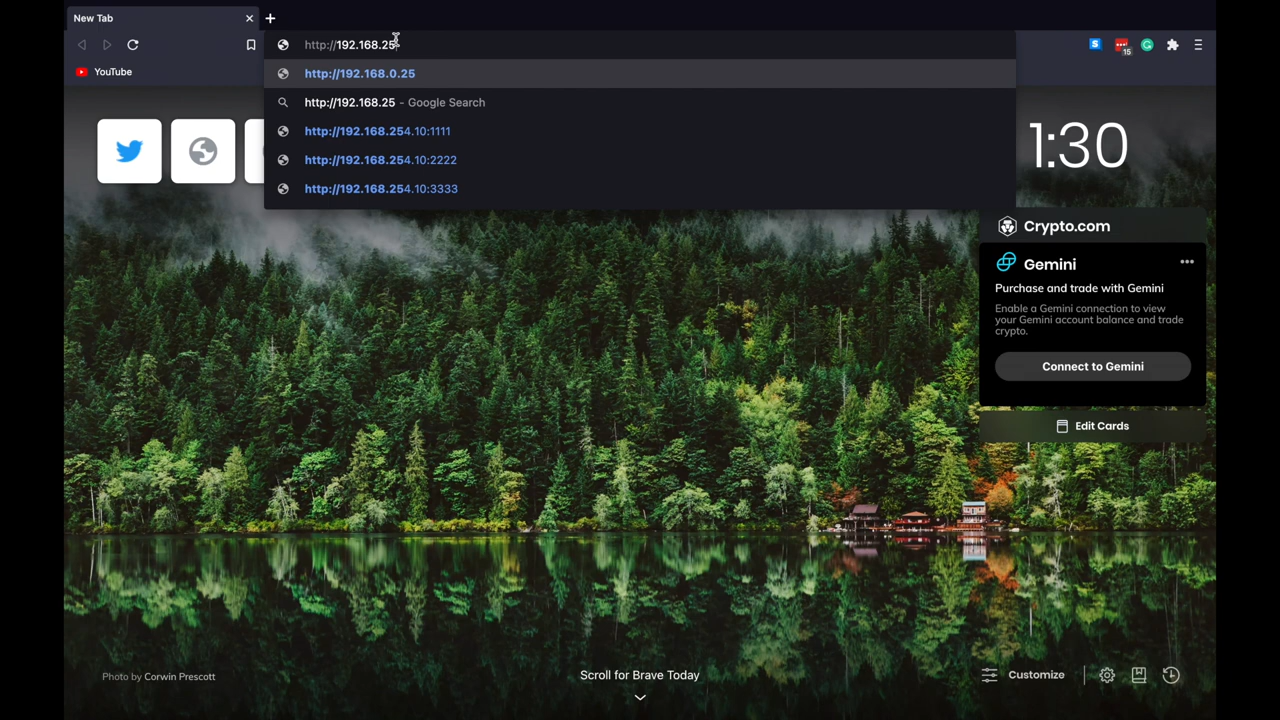 New Tab
http://192.168.25
YouTube
http://192.168.0.25
http://192.168.25 - Google Search
http://192.168.254.10:1111
http://192.168.254.10:2222
http://192.168.254.10:3333
S
15
1:30
Crypto.com
Gemini
Purchase and trade with Gemini
Enable a Gemini connection to view
your Gemini account balance and trade
crypto.
Connect to Gemini
Edit Cards
Photo by Corwin Prescott
Scroll for Brave Today
Customize